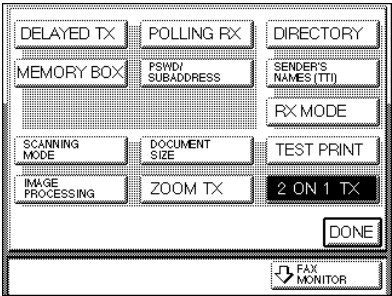 DELAYED TX POLLING RX DIRECTORY
MEMORY BOX PSWD/ SENDER'S
SUBADDRESS NAMES (TTI)
RX MODE
SCANNING DOCUMENT TEST PRINT
MODE SIZE
IMAGE ZOOM TX 2 ON 1 TX
PROCESSING
DONE
FAX
MONITOR